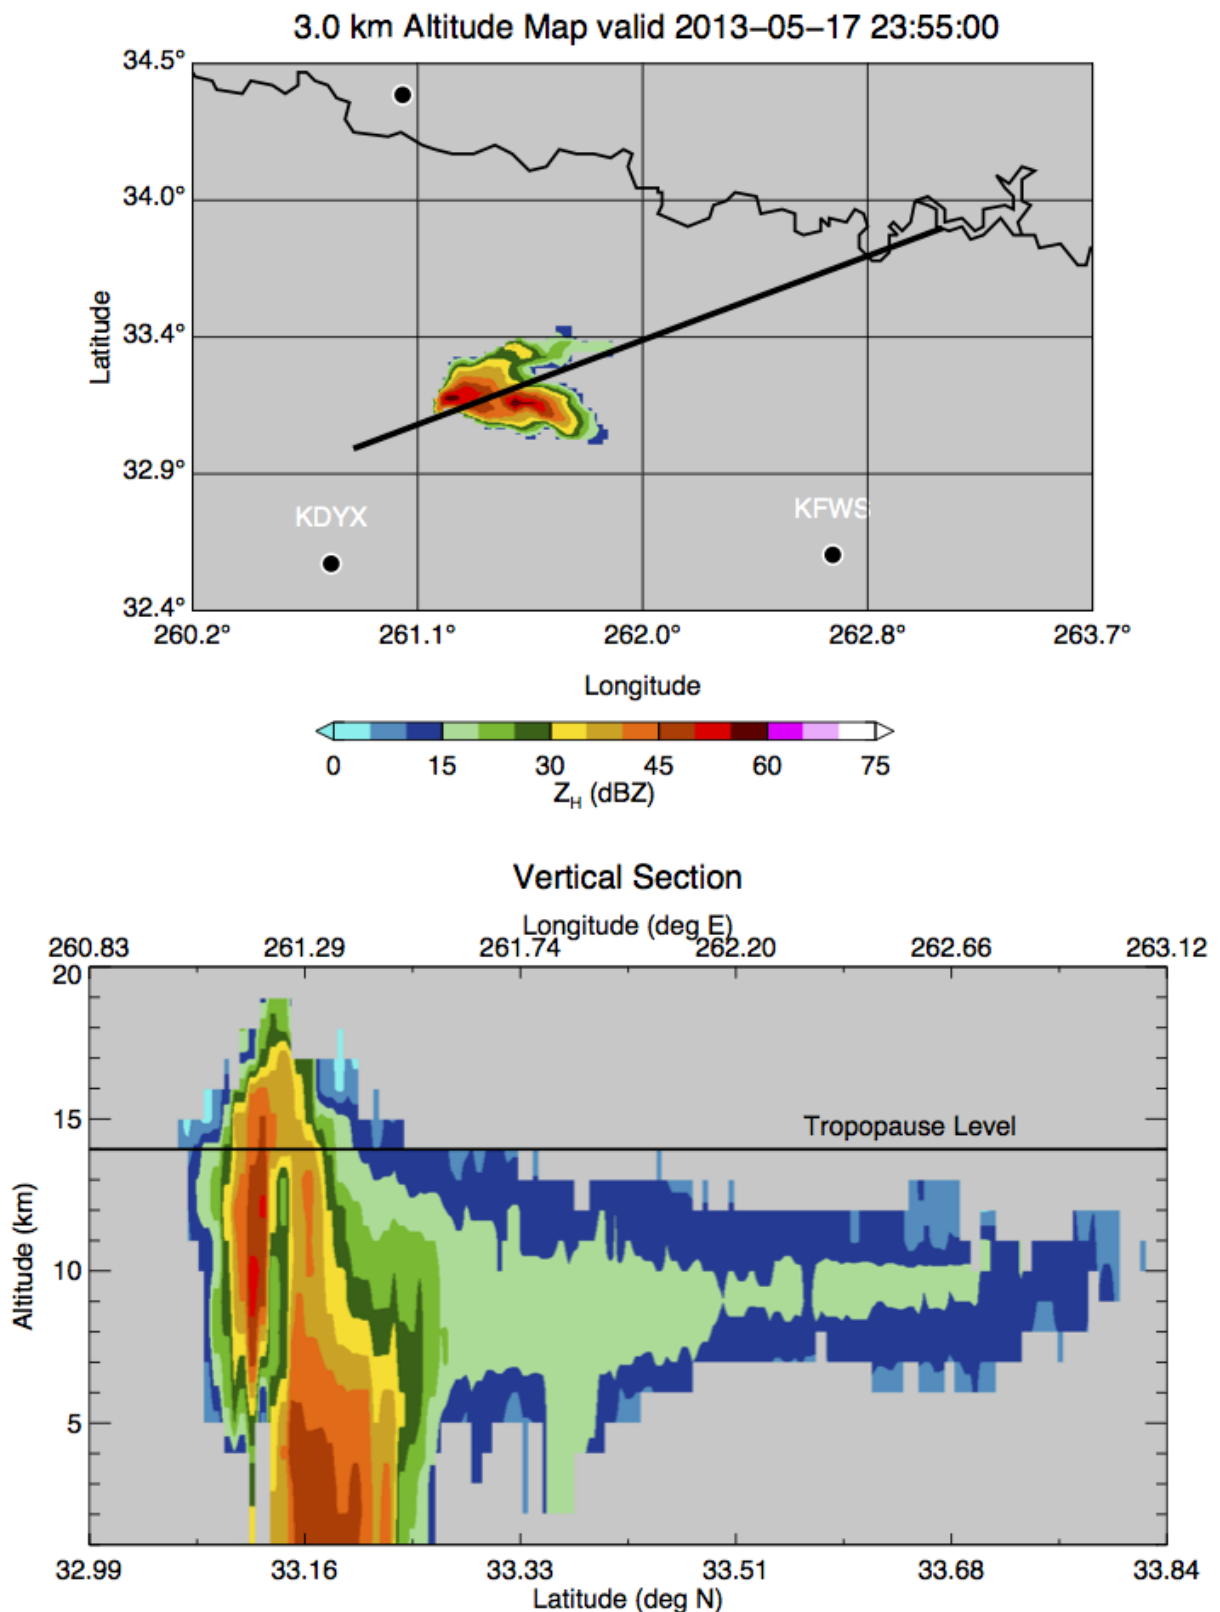 3.0 km Altitude Map valid 2013−05−17 23:55:00
34.5°
34.0°
33.4°
32.9°
32.4°
Latitude
KDYX
KFWS
260.2° 261.1° 262.0° 262.8° 263.7°
Longitude
0 15 30 45 60 75
Z_H (dBZ)
Vertical Section
Longitude (deg E)
260.83 261.29 261.74 262.20 262.66 263.12
20
15
10
5
Altitude (km)
Tropopause Level
32.99 33.16 33.33 33.51 33.68 33.84
Latitude (deg N)